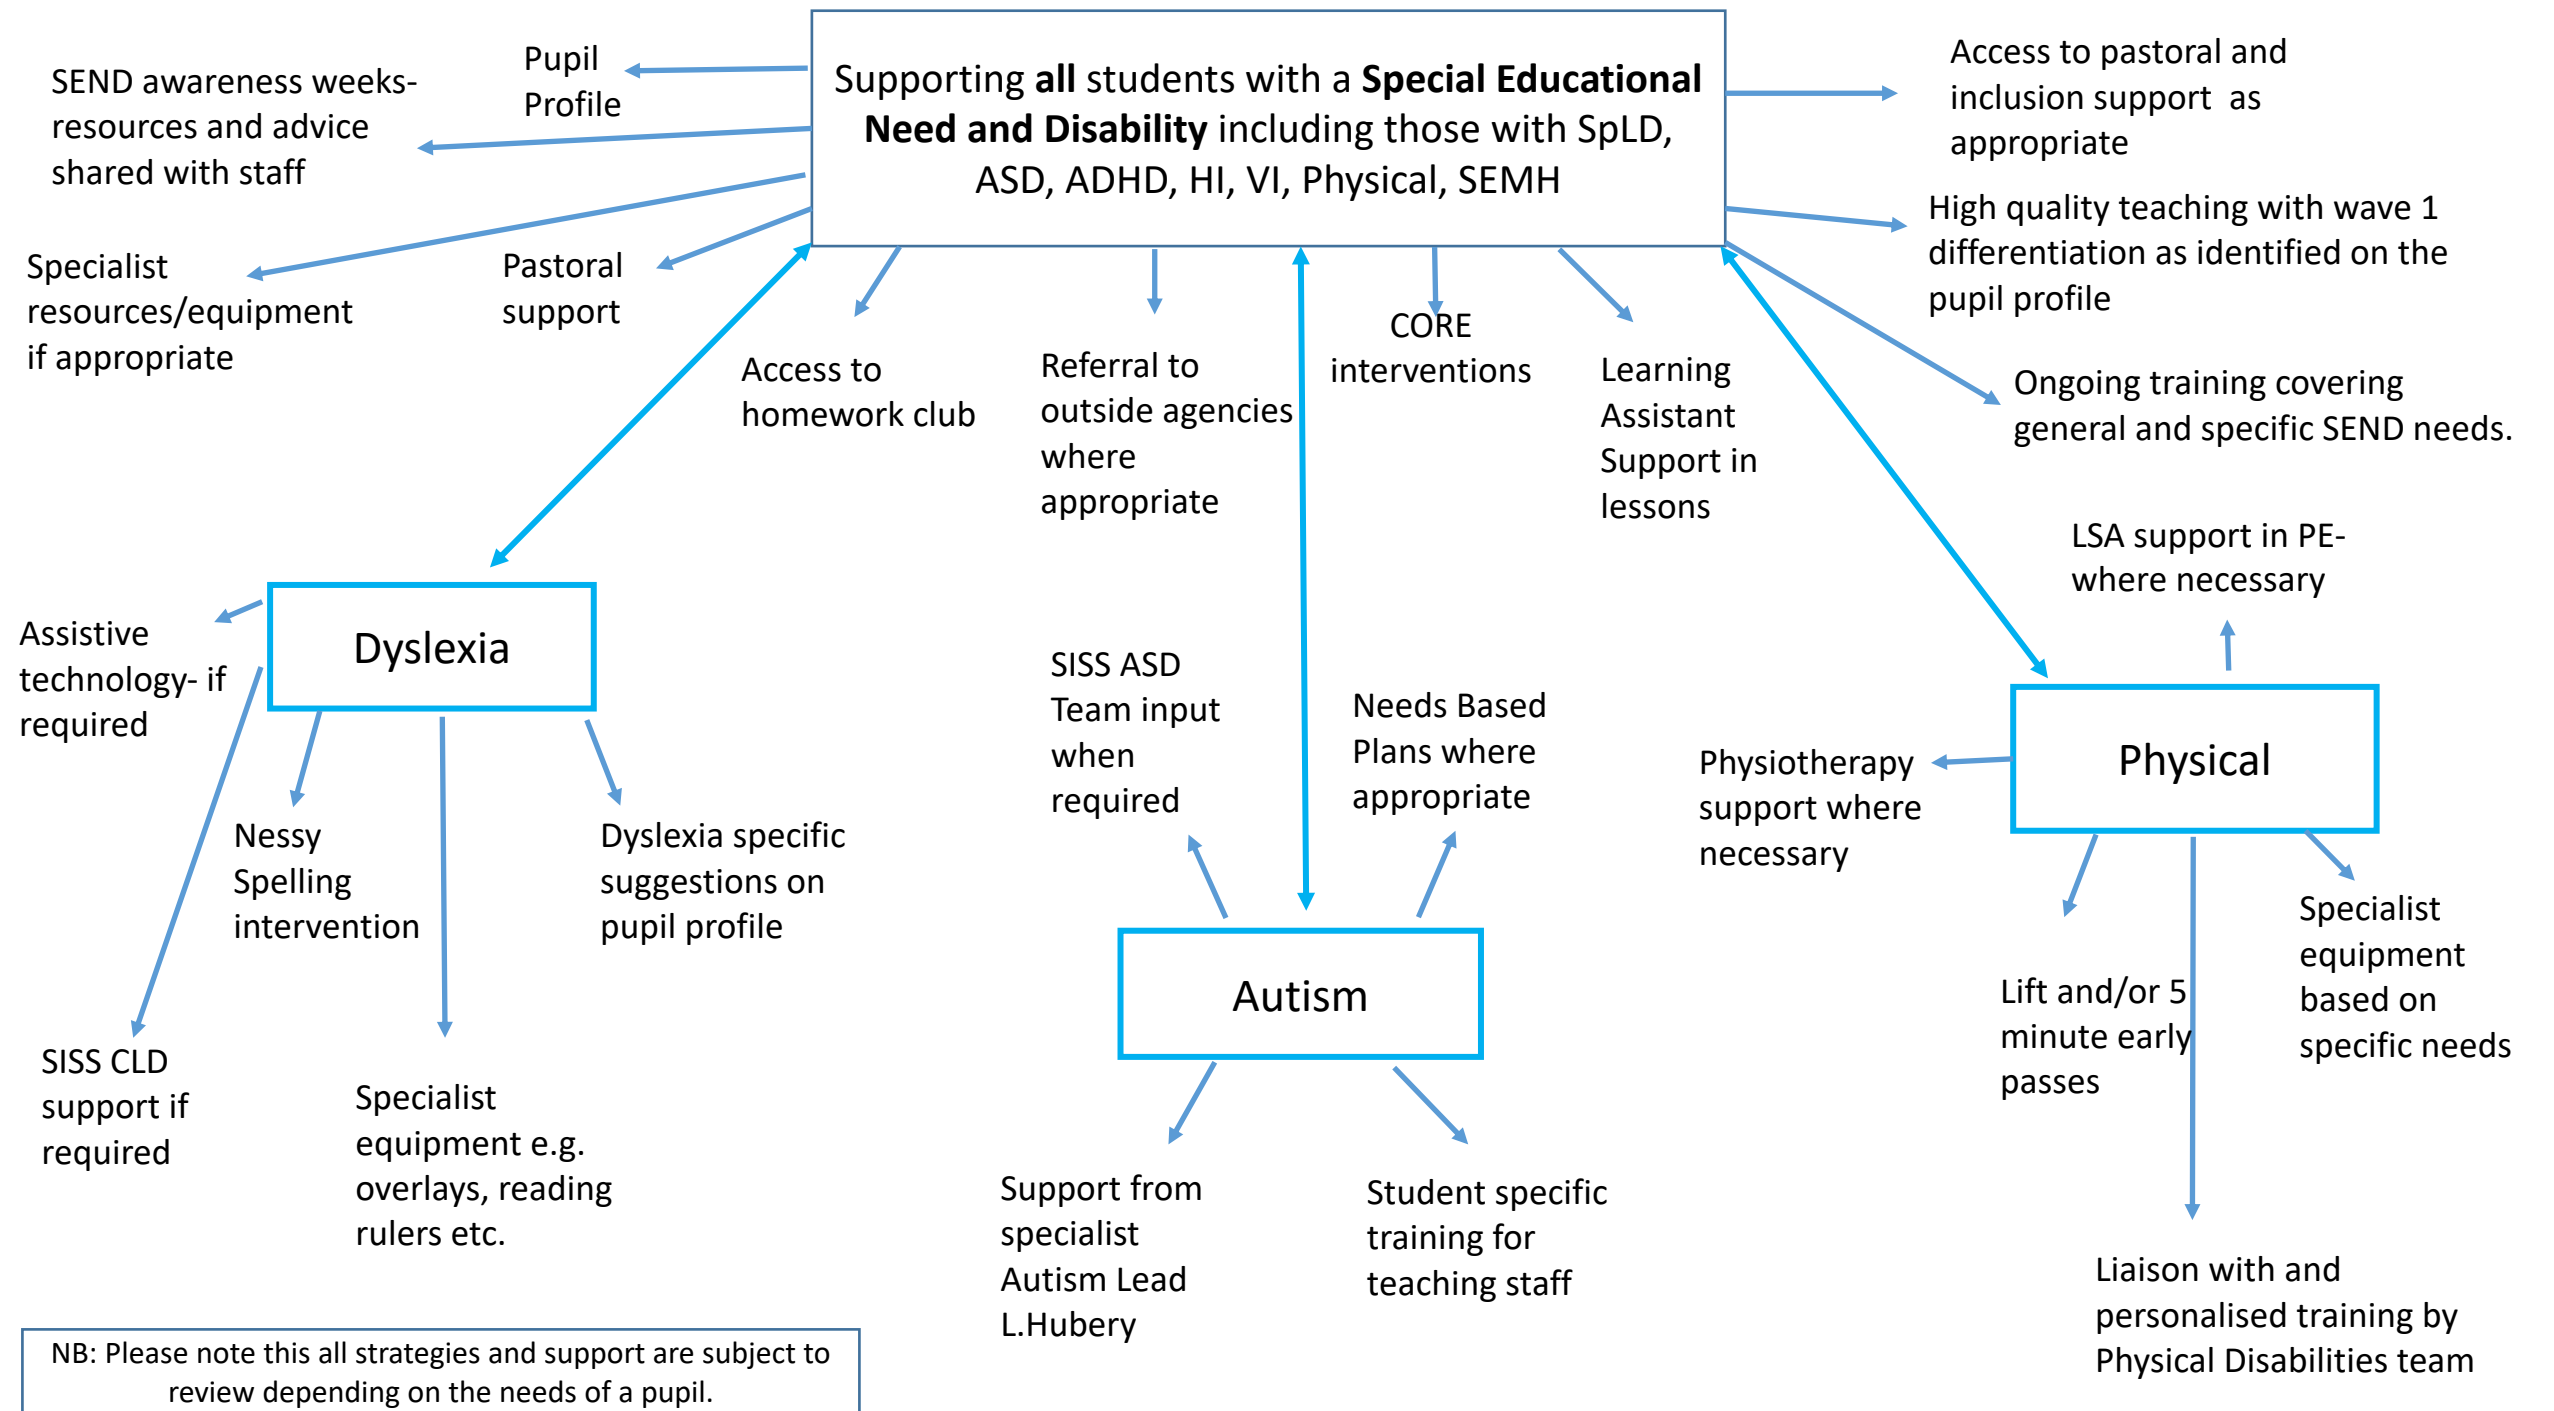 Supporting all students with a Special Educational
Need and Disability including those with SpLD,
ASD, ADHD, HI, VI, Physical, SEMH
Pupil
Profile
SEND awareness weeks-
resources and advice
shared with staff
Specialist
resources/equipment
if appropriate
Pastoral
support
Access to
homework club
Referral to
outside agencies
where
appropriate
CORE
interventions
Learning
Assistant
Support in
lessons
Access to pastoral and
inclusion support  as
appropriate
High quality teaching with wave 1
differentiation as identified on the
pupil profile
Ongoing training covering
general and specific SEND needs.
Dyslexia
Assistive
technology- if
required
SISS CLD
support if
required
Nessy
Spelling
intervention
Specialist
equipment e.g.
overlays, reading
rulers etc.
Dyslexia specific
suggestions on
pupil profile
SISS ASD
Team input
when
required
Needs Based
Plans where
appropriate
Autism
Support from
specialist
Autism Lead
L.Hubery
Student specific
training for
teaching staff
LSA support in PE-
where necessary
Physical
Physiotherapy
support where
necessary
Lift and/or 5
minute early
passes
Specialist
equipment
based on
specific needs
Liaison with and
personalised training by
Physical Disabilities team
NB: Please note this all strategies and support are subject to
review depending on the needs of a pupil.